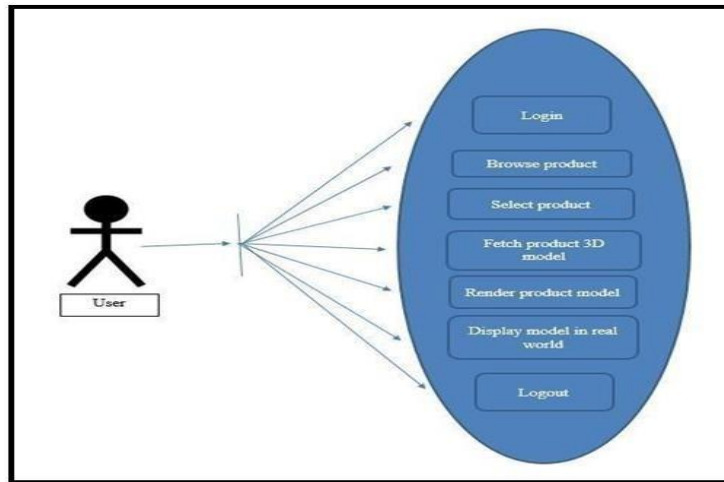 Login
Browse product
Select product
Fetch product 3D
model
Render product model
Display model in real
world
Logout
User